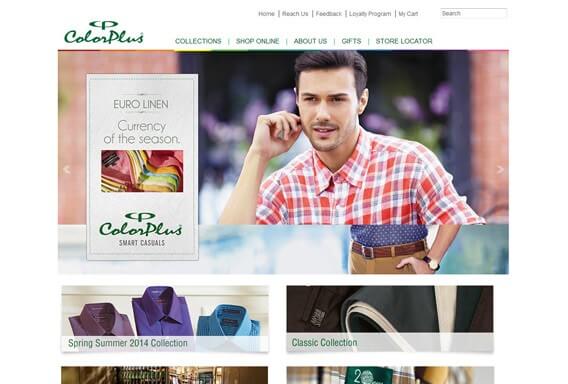 Home | Reach Us | Feedback | Loyalty Program | My Cart
Search
ColorPlus
COLLECTIONS | SHOP ONLINE | ABOUT US | GIFTS | STORE LOCATOR
EURO LINEN
Currency
of the season.
ColorPlus
SMART CASUALS
Spring Summer 2014 Collection
Classic Collection